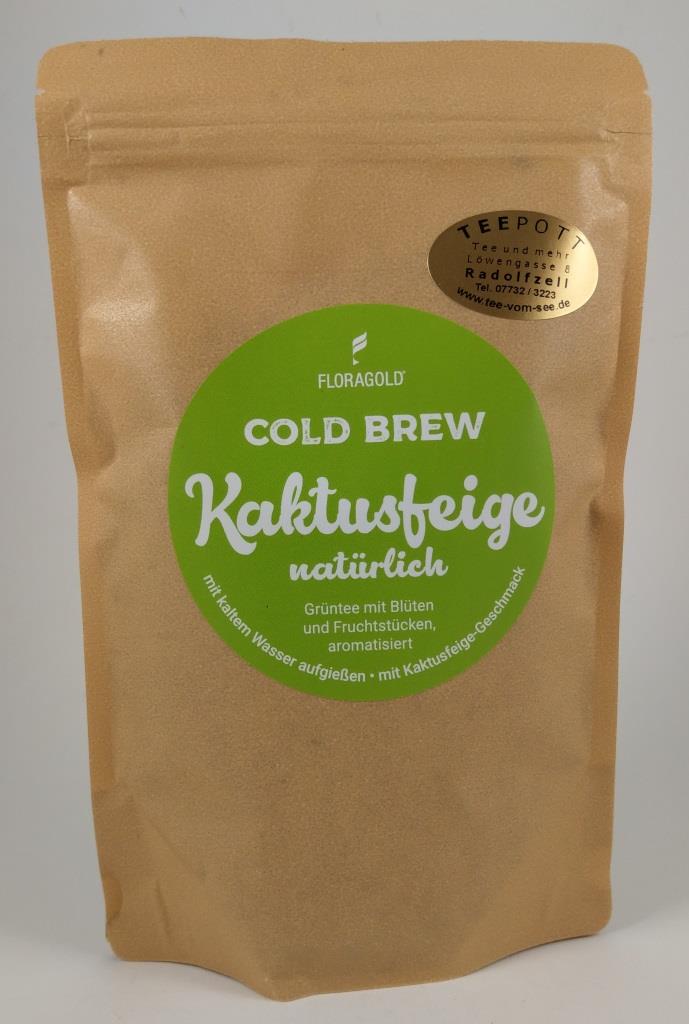 TEEPOTT
Tee und mehr
Löwengasse 8
Radolfzell
Tel. 07732 / 3223
www.tee-vom-see.de
FLORAGOLD®
COLD BREW
Kaktusfeige
natürlich
Grüntee mit Blüten
und Fruchtstücken,
aromatisiert
mit kaltem Wasser aufgießen • mit Kaktusfeige-Geschmack